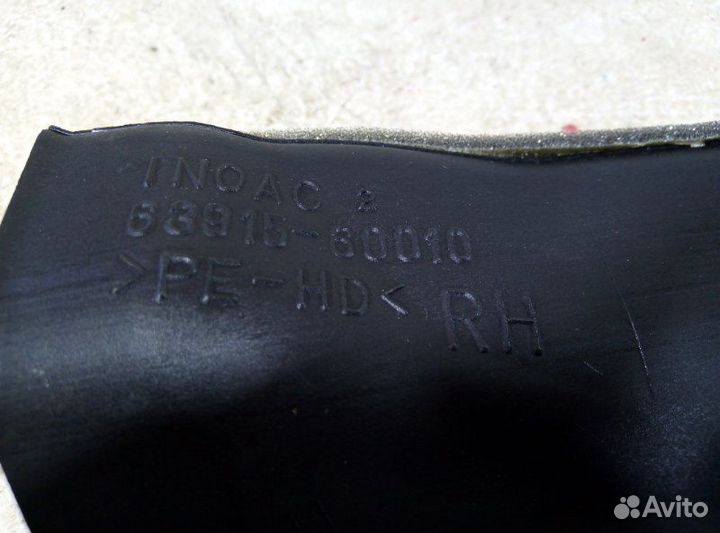 INOAC 2
63915-60010
>PE-HD< RH
Avito